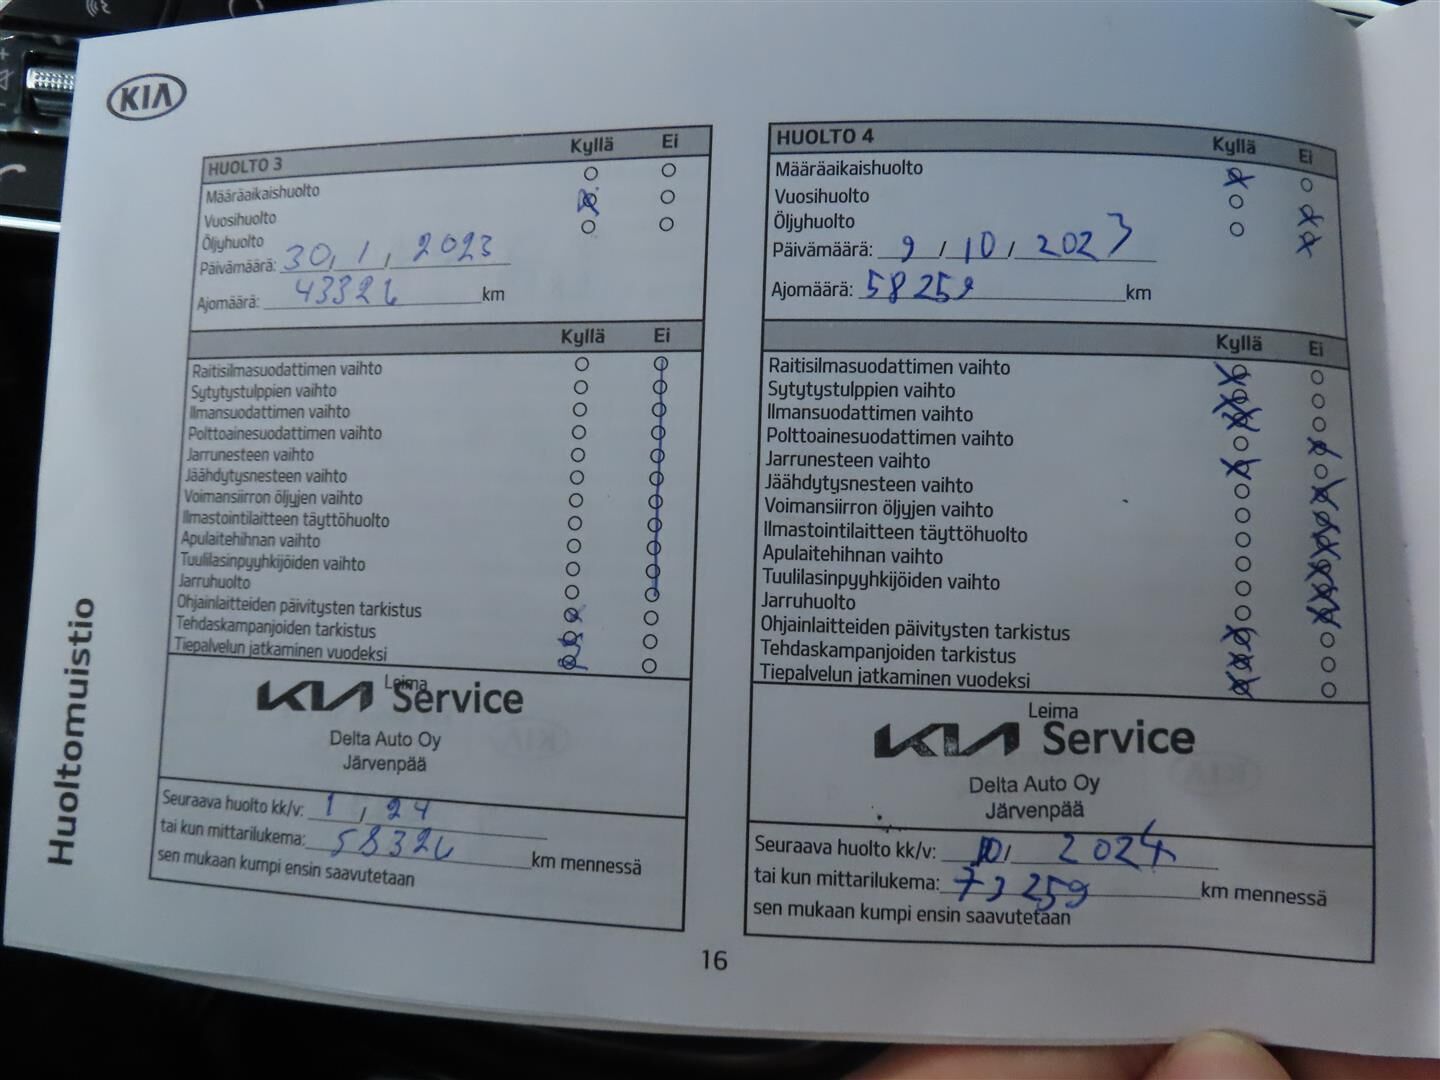 KIA
Huoltomuistio
HUOLTO 3 Kyllä Ei
Määräaikaishuolto
Vuosihuolto
Öljyhuolto
Päivämäärä: 30, 1, 2023
Ajomäärä: 43326 km
Kyllä Ei
Raitisilmasuodattimen vaihto
Sytytystulppien vaihto
Ilmansuodattimen vaihto
Polttoainesuodattimen vaihto
Jarrunesteen vaihto
Jäähdytysnesteen vaihto
Voimansiirron öljyjen vaihto
Ilmastointilaitteen täyttöhuolto
Apulaitehihnan vaihto
Tuulilasinpyyhkijöiden vaihto
Jarruhuolto
Ohjainlaitteiden päivitysten tarkistus
Tehdaskampanjoiden tarkistus
Tiepalvelun jatkaminen vuodeksi
Leima
KIA Service
Delta Auto Oy
Järvenpää
Seuraava huolto kk/v: 1, 24
tai kun mittarilukema: 58326 km mennessä
sen mukaan kumpi ensin saavutetaan
HUOLTO 4 Kyllä Ei
Määräaikaishuolto
Vuosihuolto
Öljyhuolto
Päivämäärä: 9 / 10 / 2023
Ajomäärä: 58259 km
Kyllä Ei
Raitisilmasuodattimen vaihto
Sytytystulppien vaihto
Ilmansuodattimen vaihto
Polttoainesuodattimen vaihto
Jarrunesteen vaihto
Jäähdytysnesteen vaihto
Voimansiirron öljyjen vaihto
Ilmastointilaitteen täyttöhuolto
Apulaitehihnan vaihto
Tuulilasinpyyhkijöiden vaihto
Jarruhuolto
Ohjainlaitteiden päivitysten tarkistus
Tehdaskampanjoiden tarkistus
Tiepalvelun jatkaminen vuodeksi
Leima
KIA Service
Delta Auto Oy
Järvenpää
Seuraava huolto kk/v: 10/ 2024
tai kun mittarilukema: 73259 km mennessä
sen mukaan kumpi ensin saavutetaan
16